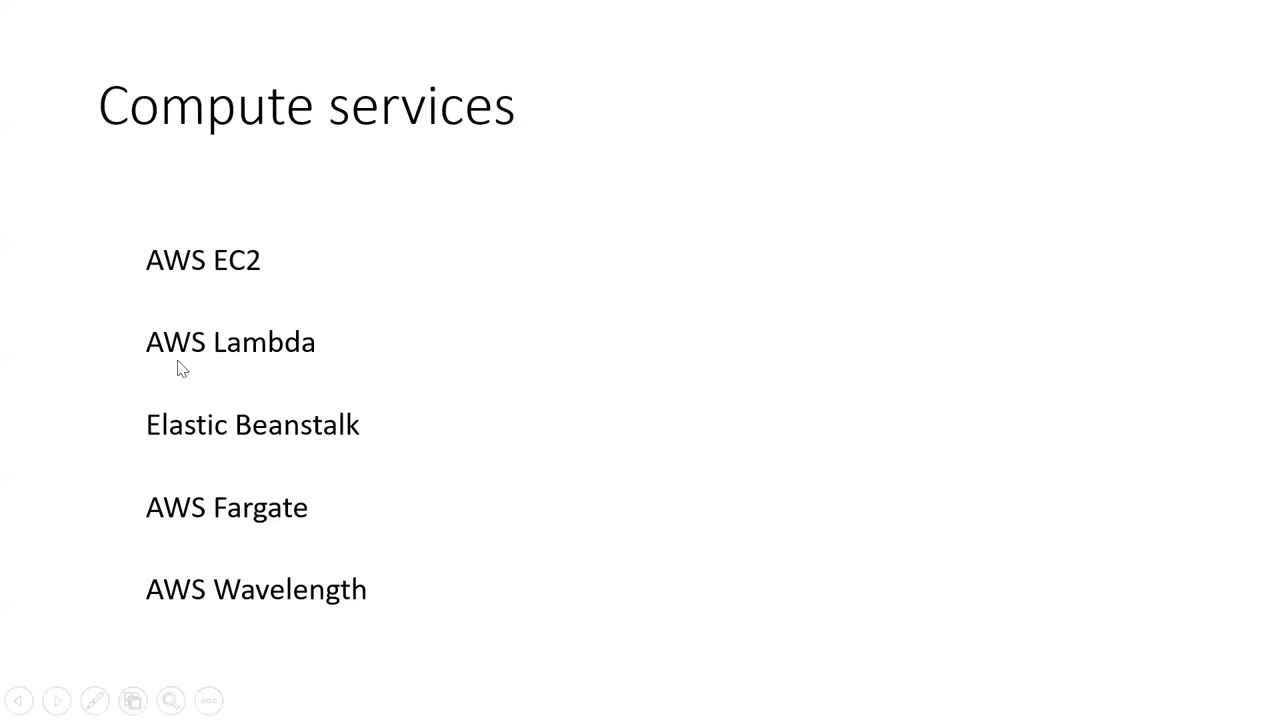 Compute services
AWS EC2
AWS Lambda
Elastic Beanstalk
AWS Fargate
AWS Wavelength